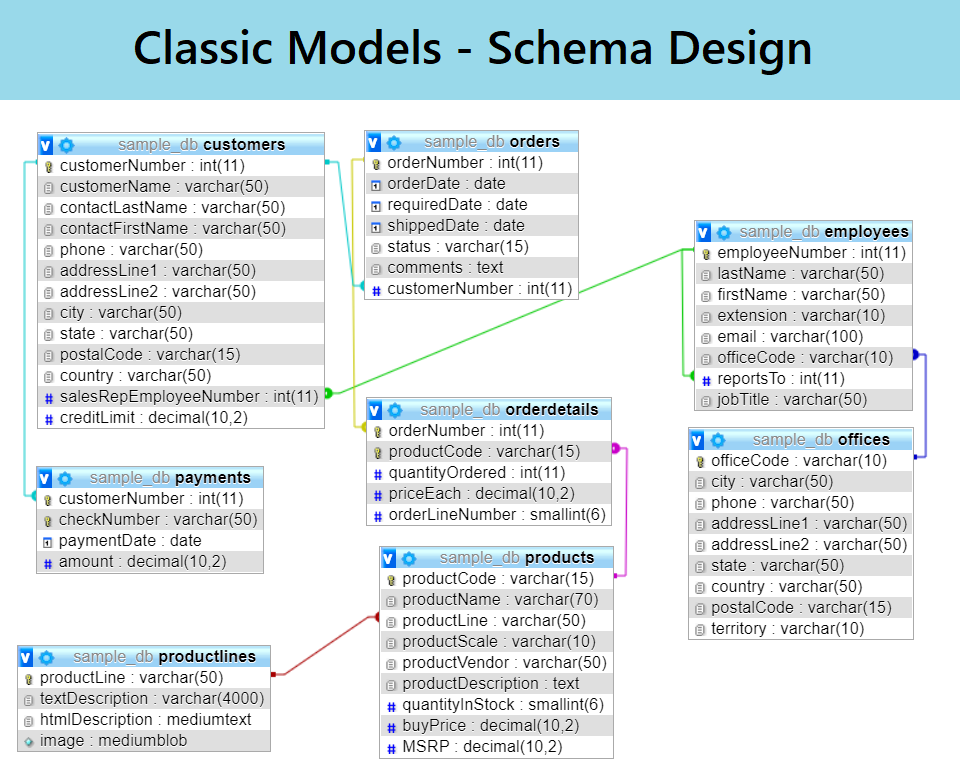 Classic Models - Schema Design
sample_db customers
customerNumber : int(11)
customerName : varchar(50)
contactLastName : varchar(50)
contactFirstName : varchar(50)
phone : varchar(50)
addressLine1 : varchar(50)
addressLine2 : varchar(50)
city : varchar(50)
state : varchar(50)
postalCode : varchar(15)
country : varchar(50)
# salesRepEmployeeNumber : int(11)
# creditLimit : decimal(10,2)
sample_db orders
orderNumber : int(11)
orderDate : date
requiredDate : date
shippedDate : date
status : varchar(15)
comments : text
# customerNumber : int(11)
sample_db employees
employeeNumber : int(11)
lastName : varchar(50)
firstName : varchar(50)
extension : varchar(10)
email : varchar(100)
officeCode : varchar(10)
# reportsTo : int(11)
jobTitle : varchar(50)
sample_db orderdetails
orderNumber : int(11)
productCode : varchar(15)
# quantityOrdered : int(11)
# priceEach : decimal(10,2)
# orderLineNumber : smallint(6)
sample_db offices
officeCode : varchar(10)
city : varchar(50)
phone : varchar(50)
addressLine1 : varchar(50)
addressLine2 : varchar(50)
state : varchar(50)
country : varchar(50)
postalCode : varchar(15)
territory : varchar(10)
sample_db payments
customerNumber : int(11)
checkNumber : varchar(50)
paymentDate : date
# amount : decimal(10,2)
sample_db products
productCode : varchar(15)
productName : varchar(70)
productLine : varchar(50)
productScale : varchar(10)
productVendor : varchar(50)
productDescription : text
# quantityInStock : smallint(6)
# buyPrice : decimal(10,2)
# MSRP : decimal(10,2)
sample_db productlines
productLine : varchar(50)
textDescription : varchar(4000)
htmlDescription : mediumtext
image : mediumblob